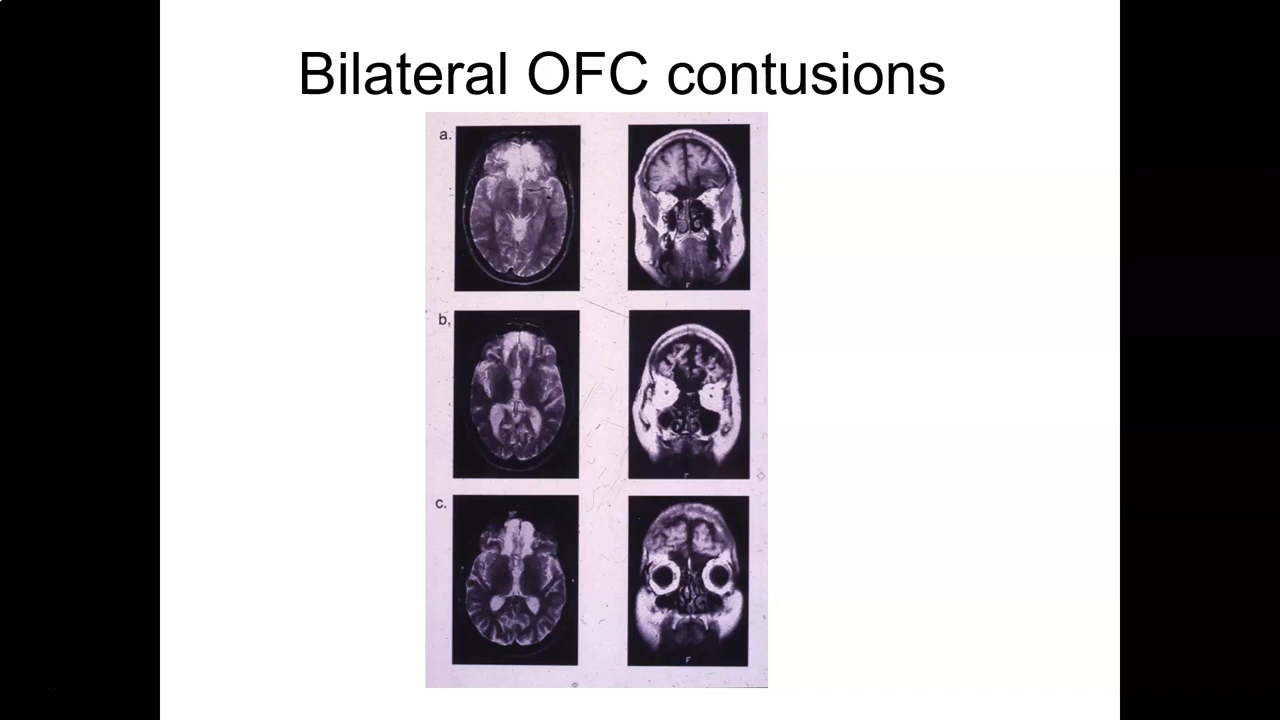 Bilateral OFC contusions
a.
F
b,
F
c.
F